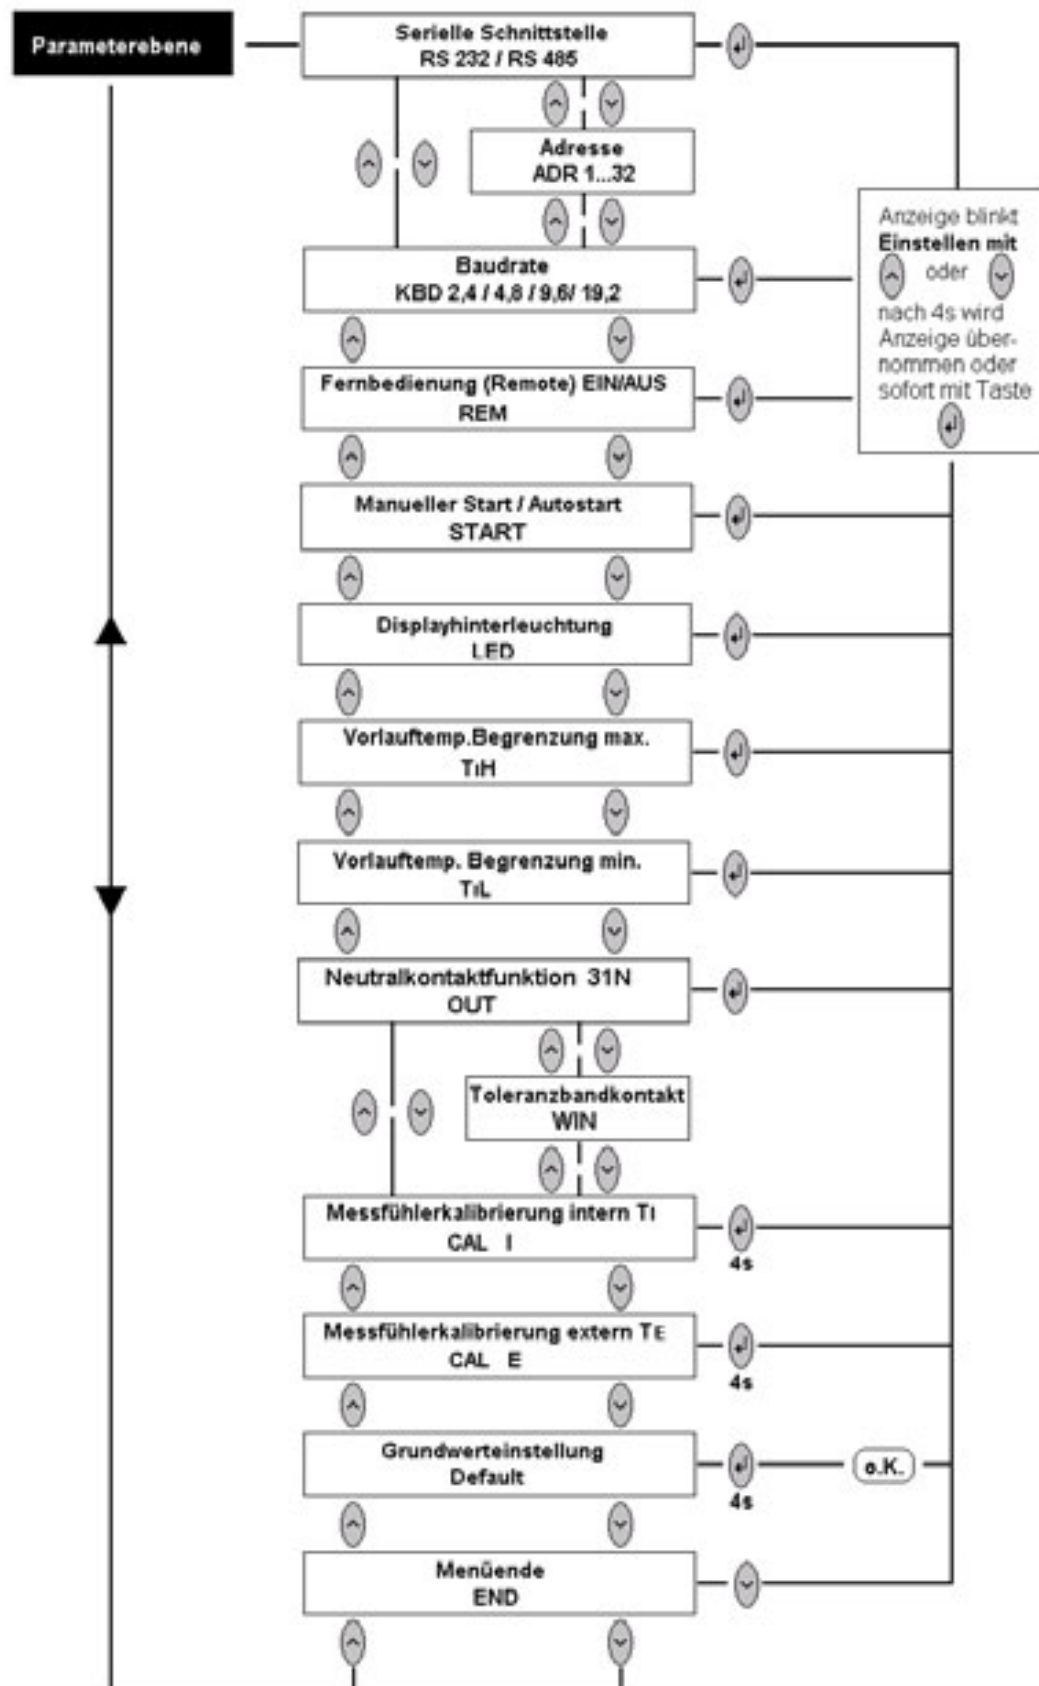 Parameterebene
Serielle Schnittstelle
RS 232 / RS 485
Adresse
ADR 1...32
Baudrate
KBD 2,4 / 4,8 / 9,6/ 19,2
Anzeige blinkt
Einstellen mit
oder
nach 4s wird
Anzeige über-
nommen oder
sofort mit Taste
Fernbedienung (Remote) EIN/AUS
REM
Manueller Start / Autostart
START
Displayhinterleuchtung
LED
Vorlauftemp.Begrenzung max.
TIH
Vorlauftemp. Begrenzung min.
TIL
Neutralkontaktfunktion 31N
OUT
Toleranzbandkontakt
WIN
Messfühlerkalibrierung intern TI
CAL I
4s
Messfühlerkalibrierung extern TE
CAL E
4s
Grundwerteinstellung
Default
4s
o.K.
Menüende
END